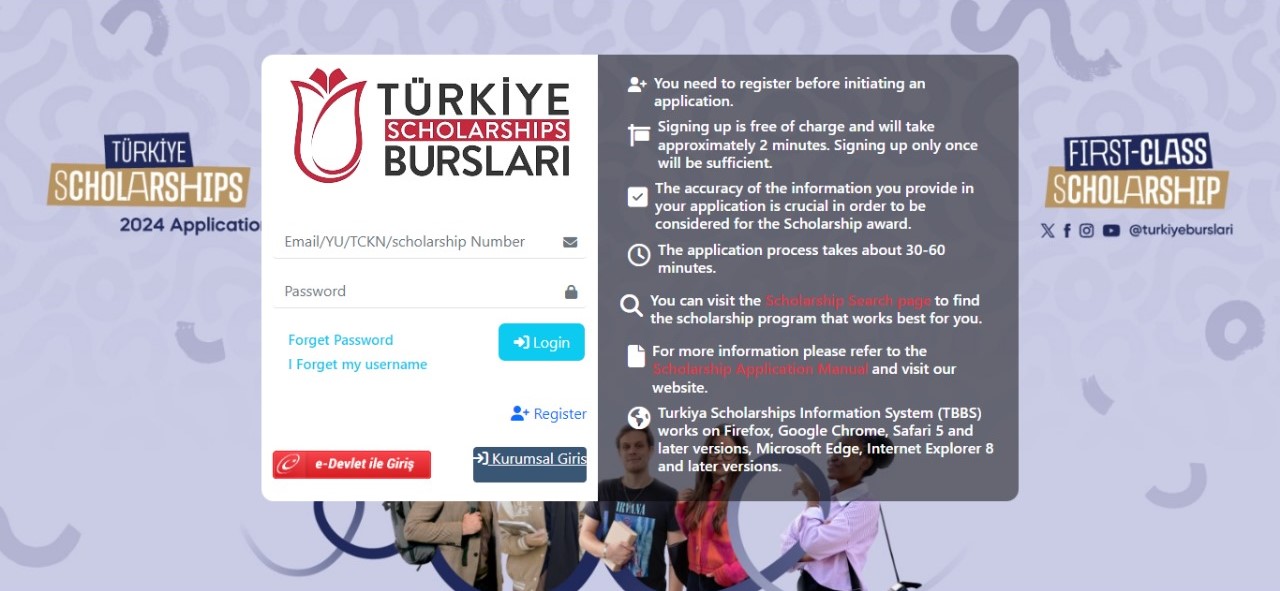 TÜRKİYE
SCHOLARSHIPS
2024 Applicatio
TÜRKİYE
SCHOLARSHIPS
BURSLARI
Email/YU/TCKN/scholarship Number
Password
Forget Password
I Forget my username
Login
Register
e-Devlet ile Giriş
Kurumsal Giris
You need to register before initiating an
application.
Signing up is free of charge and will take
approximately 2 minutes. Signing up only once
will be sufficient.
The accuracy of the information you provide in
your application is crucial in order to be
considered for the Scholarship award.
The application process takes about 30-60
minutes.
You can visit the Scholarship Search page to find
the scholarship program that works best for you.
For more information please refer to the
Scholarship Application Manual and visit our
website.
Turkiya Scholarships Information System (TBBS)
works on Firefox, Google Chrome, Safari 5 and
later versions, Microsoft Edge, Internet Explorer 8
and later versions.
NIRVANA
FIRST-CLASS
SCHOLARSHIP
@turkiyeburslari